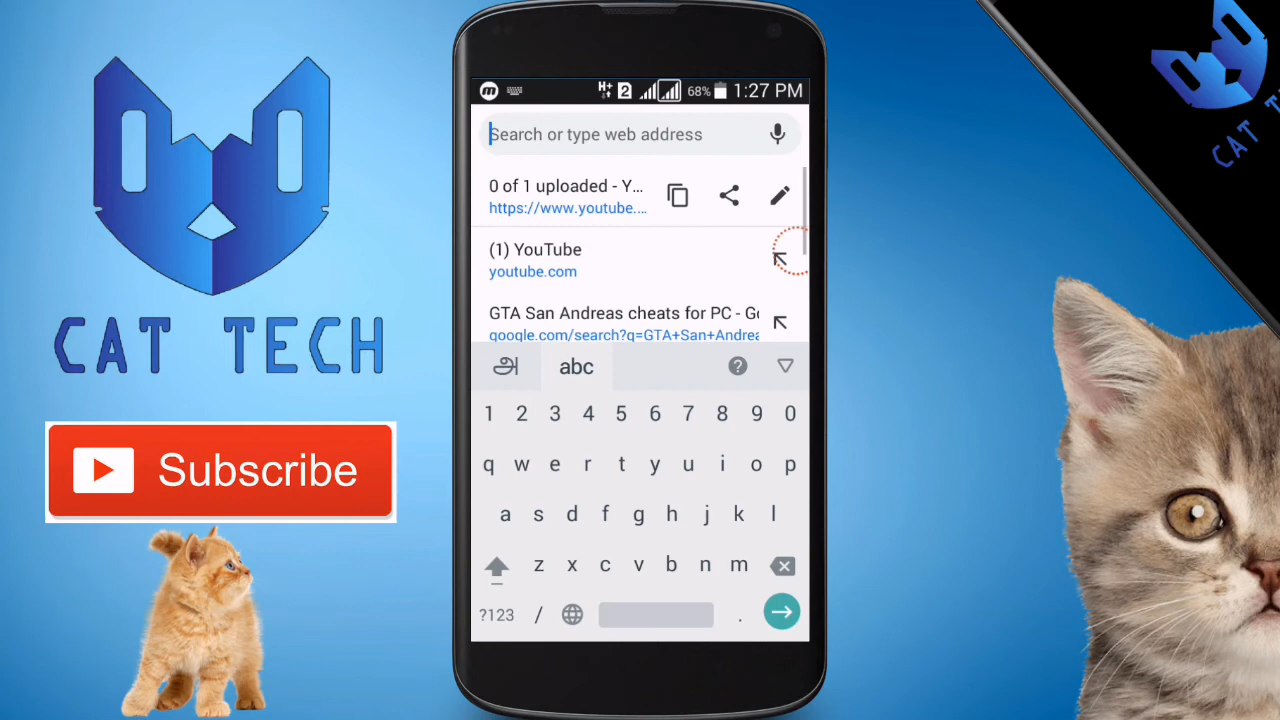 H+ 2 68% 1:27 PM
Search or type web address
0 of 1 uploaded - Y...
https://www.youtube....
(1) YouTube
youtube.com
GTA San Andreas cheats for PC - Go
google.com/search?q=GTA+San+Andrea
அ abc ?
1 2 3 4 5 6 7 8 9 0
q w e r t y u i o p
a s d f g h j k l
z x c v b n m
?123 / .
CAT TECH
Subscribe
CAT T